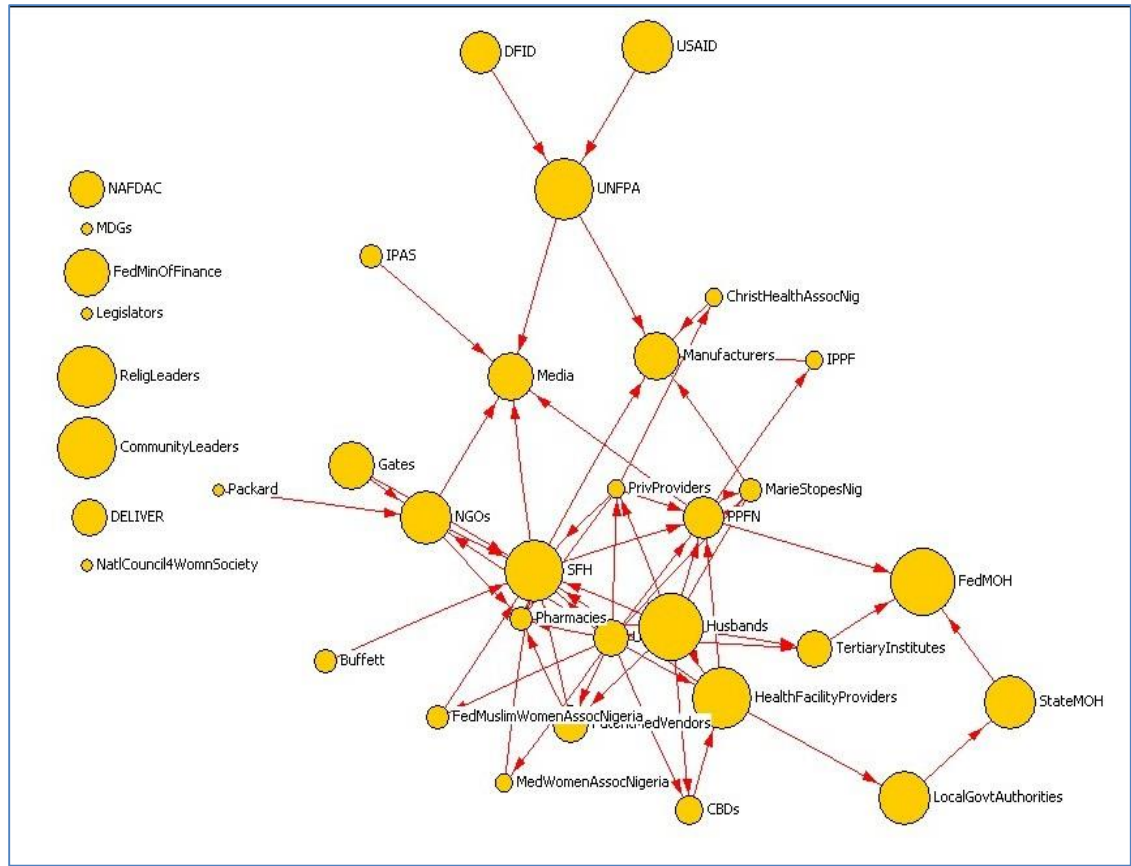 DFID
USAID
NAFDAC
UNFPA
MDGs
IPAS
FedMinOfFinance
ChristHealthAssocNig
Legislators
Manufacturers
IPPF
ReligLeaders
Media
CommunityLeaders
Gates
Packard
PrivProviders
MarieStopesNig
DELIVER
NGOs
PPFN
NatlCouncil4WomnSociety
SFH
FedMOH
Pharmacies
Husbands
TertiaryInstitutes
Buffett
HealthFacilityProviders
StateMOH
FedMuslimWomenAssocNigeria
MedWomenAssocNigeria
CBDs
LocalGovtAuthorities